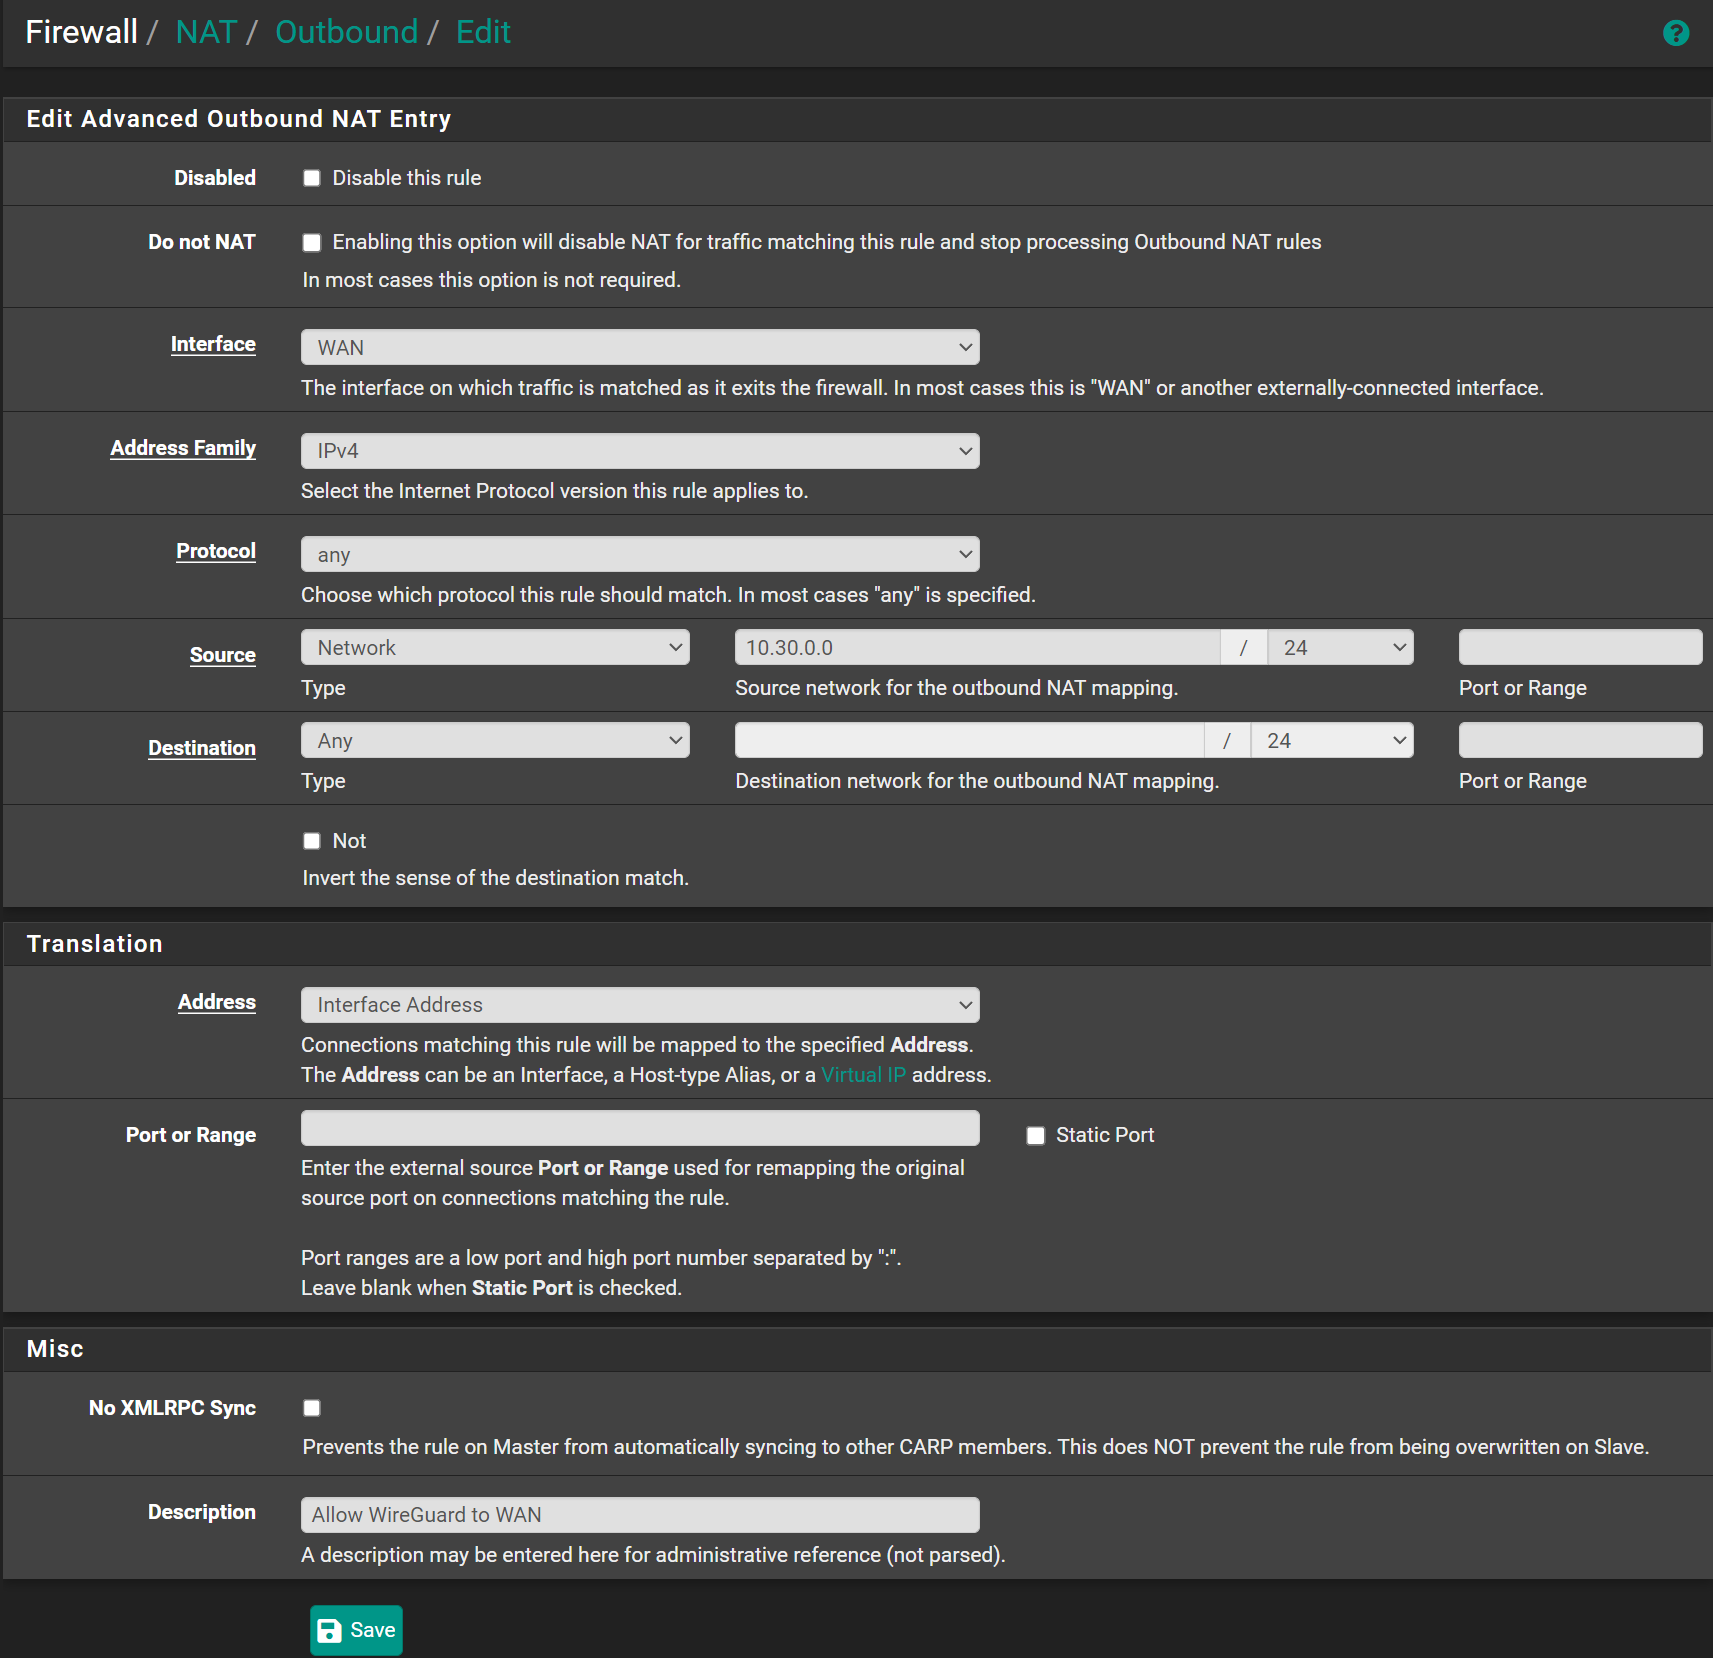 Firewall / NAT / Outbound / Edit
?
Edit Advanced Outbound NAT Entry
Disabled Disable this rule
Do not NAT Enabling this option will disable NAT for traffic matching this rule and stop processing Outbound NAT rules
In most cases this option is not required.
Interface WAN
The interface on which traffic is matched as it exits the firewall. In most cases this is "WAN" or another externally-connected interface.
Address Family IPv4
Select the Internet Protocol version this rule applies to.
Protocol any
Choose which protocol this rule should match. In most cases "any" is specified.
Source Network 10.30.0.0 / 24
Type Source network for the outbound NAT mapping. Port or Range
Destination Any / 24
Type Destination network for the outbound NAT mapping. Port or Range
Not
Invert the sense of the destination match.
Translation
Address Interface Address
Connections matching this rule will be mapped to the specified Address.
The Address can be an Interface, a Host-type Alias, or a Virtual IP address.
Port or Range Static Port
Enter the external source Port or Range used for remapping the original
source port on connections matching the rule.
Port ranges are a low port and high port number separated by ":".
Leave blank when Static Port is checked.
Misc
No XMLRPC Sync
Prevents the rule on Master from automatically syncing to other CARP members. This does NOT prevent the rule from being overwritten on Slave.
Description Allow WireGuard to WAN
A description may be entered here for administrative reference (not parsed).
Save